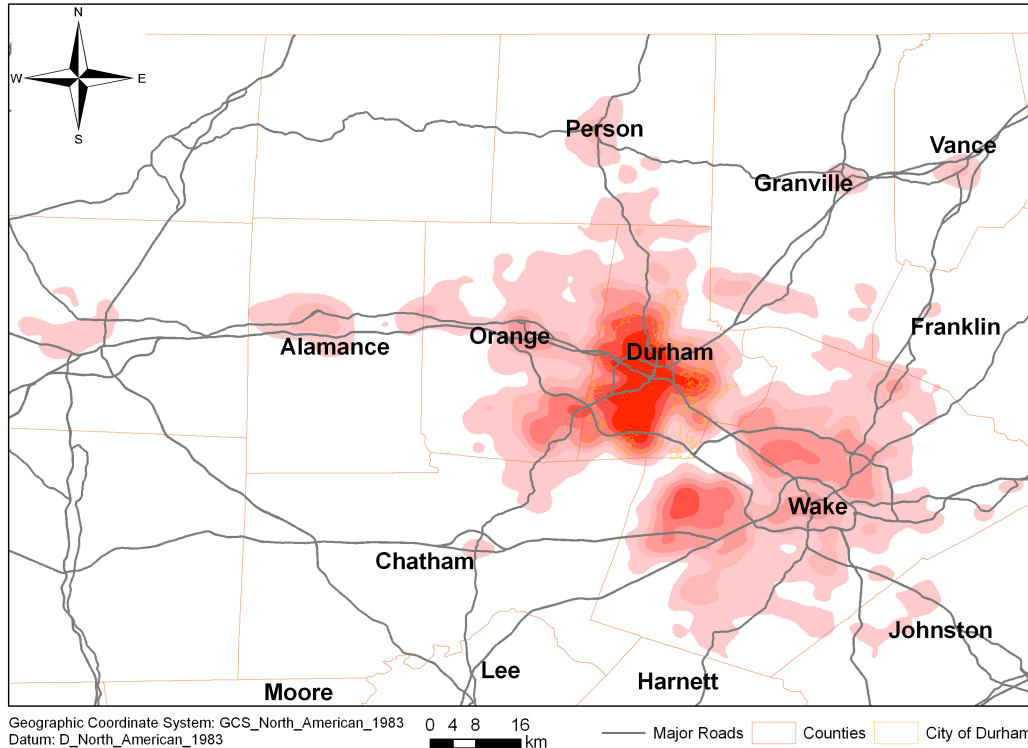 N
W E
S
Person
Vance
Granville
Franklin
Orange
Alamance
Durham
Wake
Chatham
Johnston
Lee
Harnett
Moore
Geographic Coordinate System: GCS_North_American_1983
Datum: D_North_American_1983
0 4 8 16
km
Major Roads Counties City of Durham